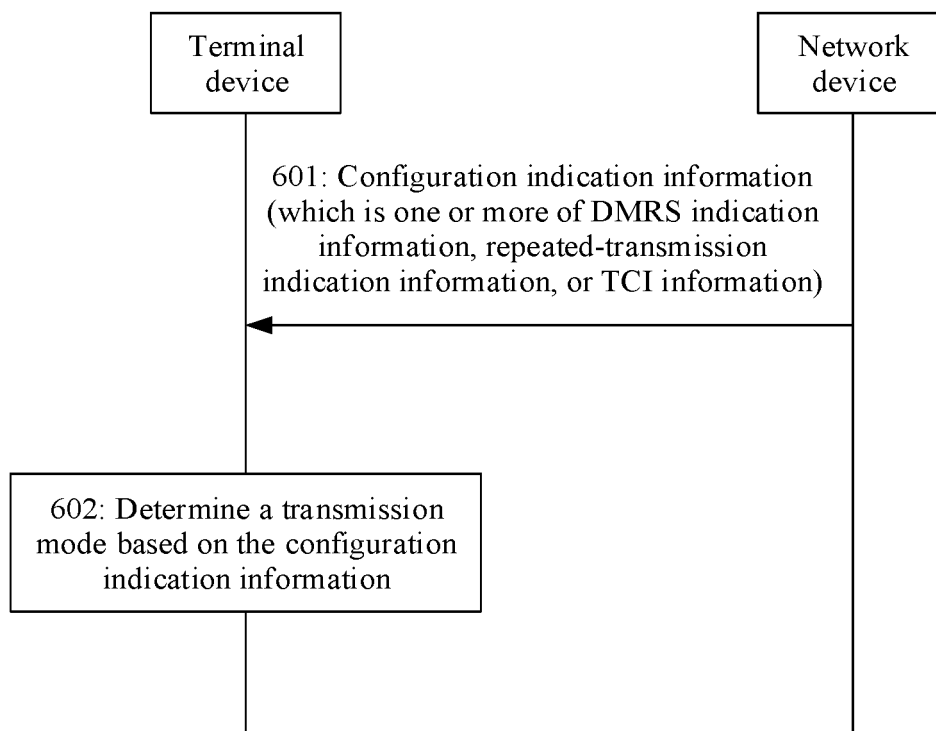 Terminal
device
Network
device
601: Configuration indication information
(which is one or more of DMRS indication
information, repeated-transmission
indication information, or TCI information)
602: Determine a transmission
mode based on the configuration
indication information